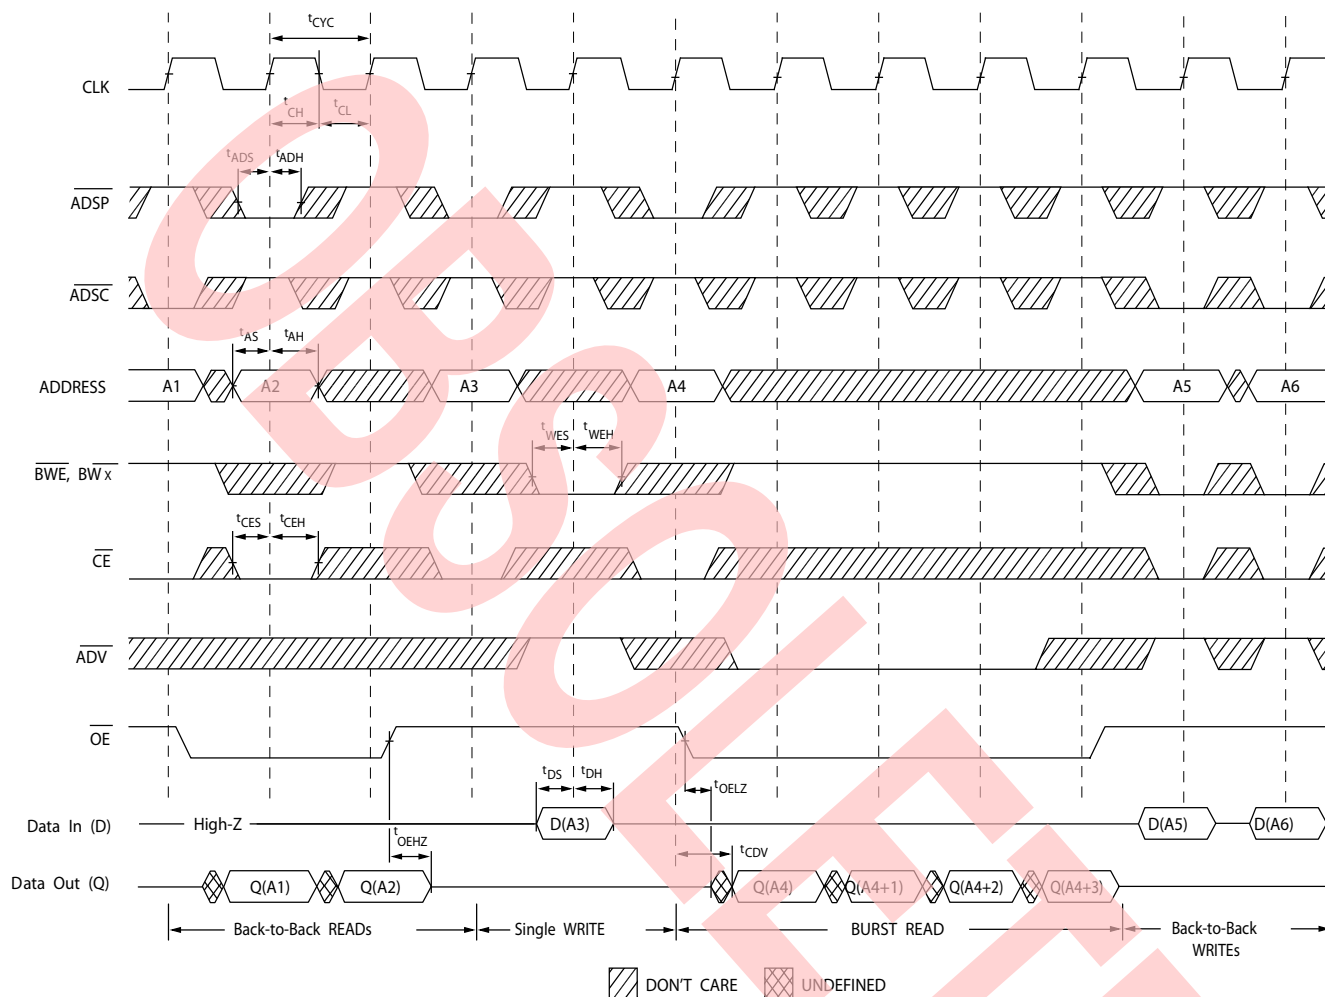 tCYC
CLK
tCH
tCL
tADS
tADH
ADSP
ADSC
tAS
tAH
ADDRESS
A1
A2
A3
A4
A5
A6
tWES
tWEH
BWE, BW x
tCES
tCEH
CE
ADV
OE
tDS
tDH
tOELZ
Data In (D)
High-Z
D(A3)
D(A5)
D(A6)
tOEHZ
tCDV
Data Out (Q)
Q(A1)
Q(A2)
Q(A4)
Q(A4+1)
Q(A4+2)
Q(A4+3)
Back-to-Back READs
Single WRITE
BURST READ
Back-to-Back
WRITEs
DON'T CARE
UNDEFINED
OBSOLET